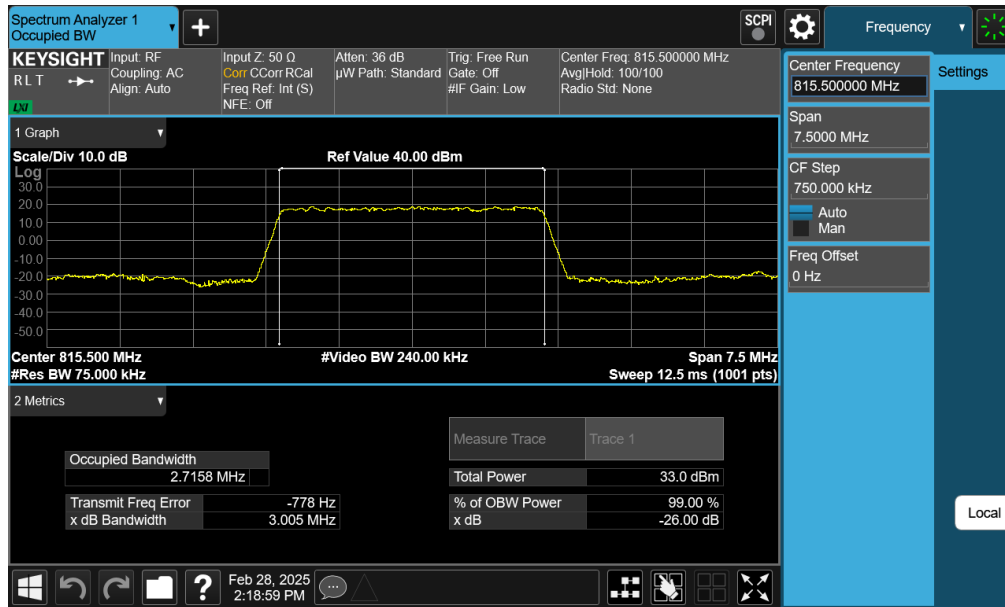 Spectrum Analyzer 1
Occupied BW
+
SCPI
Frequency
KEYSIGHT
R L T
LXI
Input: RF
Coupling: AC
Align: Auto
Input Z: 50 Ω
Corr CCorr RCal
Freq Ref: Int (S)
NFE: Off
Atten: 36 dB
µW Path: Standard
Trig: Free Run
Gate: Off
#IF Gain: Low
Center Freq: 815.500000 MHz
Avg|Hold: 100/100
Radio Std: None
Center Frequency
815.500000 MHz
Settings
Span
7.5000 MHz
CF Step
750.000 kHz
Auto
Man
Freq Offset
0 Hz
Local
1 Graph
Scale/Div 10.0 dB
Ref Value 40.00 dBm
Log
30.0
20.0
10.0
0.00
-10.0
-20.0
-30.0
-40.0
-50.0
Center 815.500 MHz
#Video BW 240.00 kHz
Span 7.5 MHz
#Res BW 75.000 kHz
Sweep 12.5 ms (1001 pts)
2 Metrics
Measure Trace Trace 1
Occupied Bandwidth
2.7158 MHz
Total Power 33.0 dBm
Transmit Freq Error -778 Hz
% of OBW Power 99.00 %
x dB Bandwidth 3.005 MHz
x dB -26.00 dB
?
Feb 28, 2025
2:18:59 PM